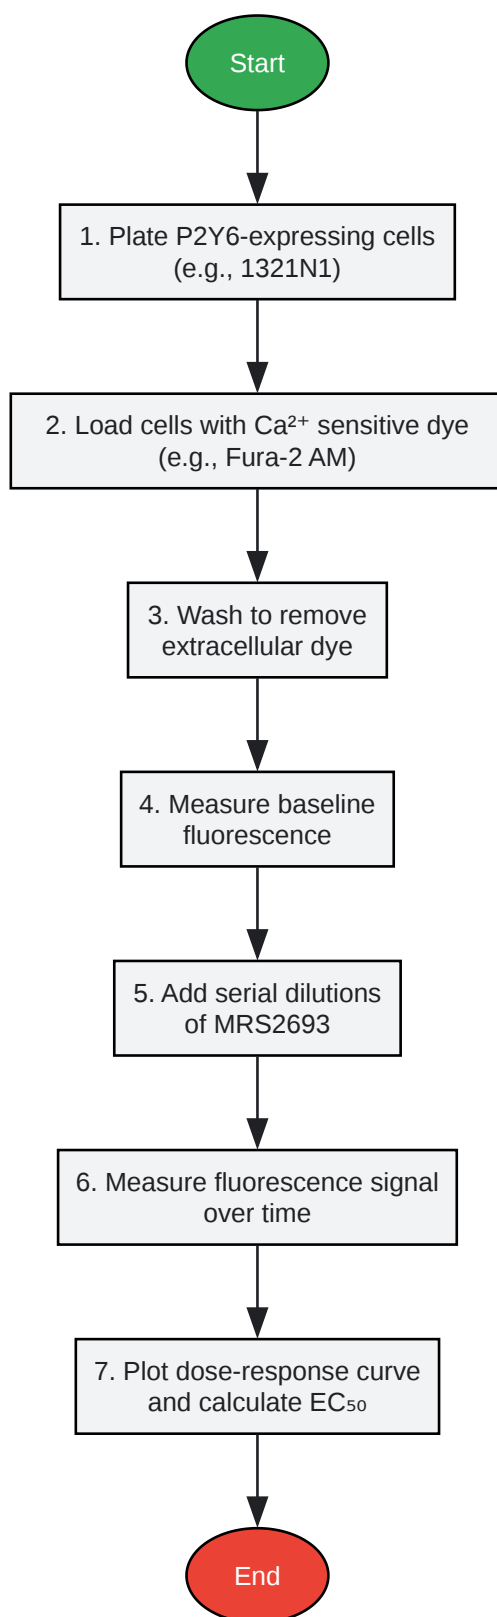 Start
1. Plate P2Y6-expressing cells
(e.g., 1321N1)
2. Load cells with Ca²⁺ sensitive dye
(e.g., Fura-2 AM)
3. Wash to remove
extracellular dye
4. Measure baseline
fluorescence
5. Add serial dilutions
of MRS2693
6. Measure fluorescence signal
over time
7. Plot dose-response curve
and calculate EC₅₀
End